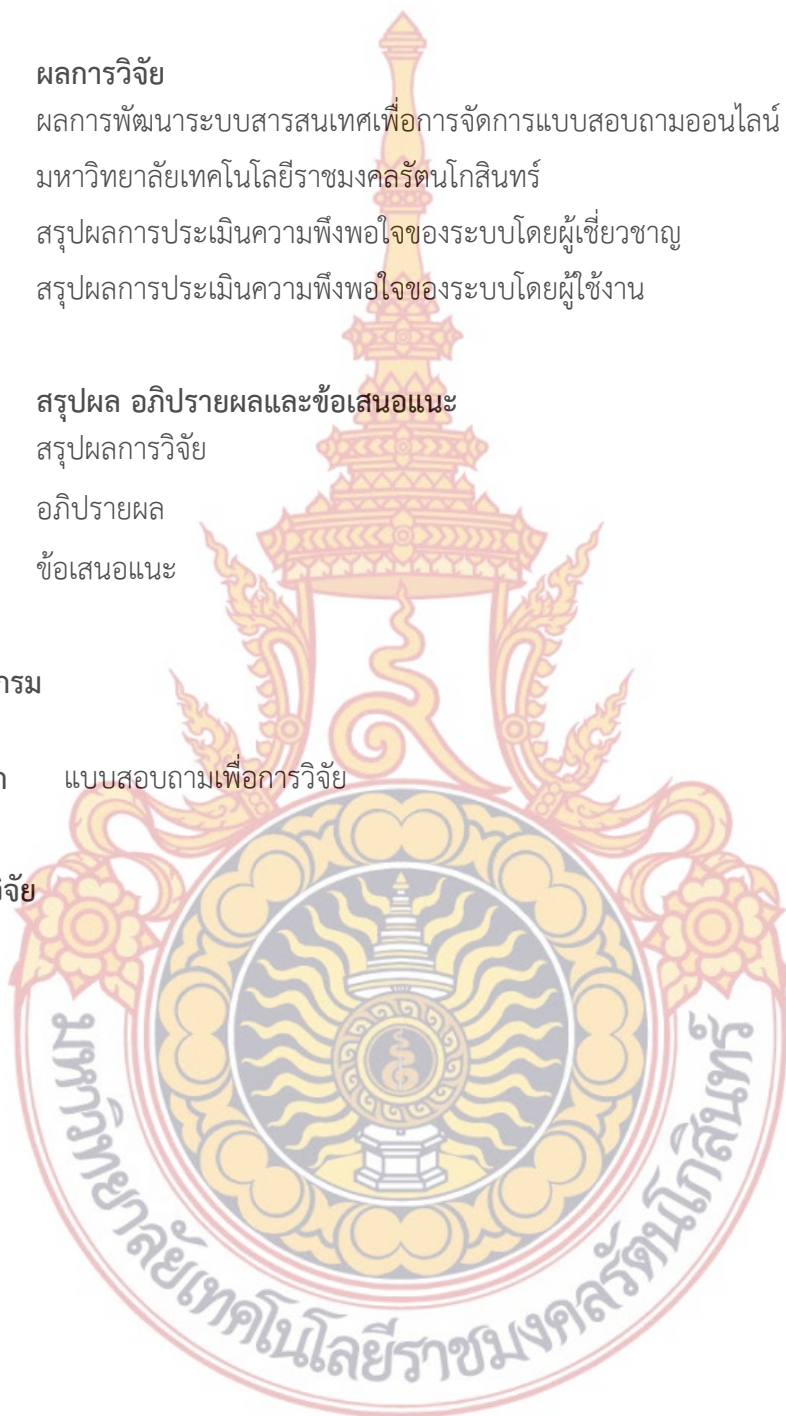 ผลการวิจัย
ผลการพัฒนาระบบสารสนเทศเพื่อการจัดการแบบสอบถามออนไลน์
มหาวิทยาลัยเทคโนโลยีราชมงคลรัตนโกสินทร์
สรุปผลการประเมินความพึงพอใจของระบบโดยผู้เชี่ยวชาญ
สรุปผลการประเมินความพึงพอใจของระบบโดยผู้ใช้งาน
สรุปผล อภิปรายผลและข้อเสนอแนะ
สรุปผลการวิจัย
อภิปรายผล
ข้อเสนอแนะ
กรม
แบบสอบถามเพื่อการวิจัย
วิจัย
มหาวิทยาลัยเทคโนโลยีราชมงคลรัตนโกสินทร์